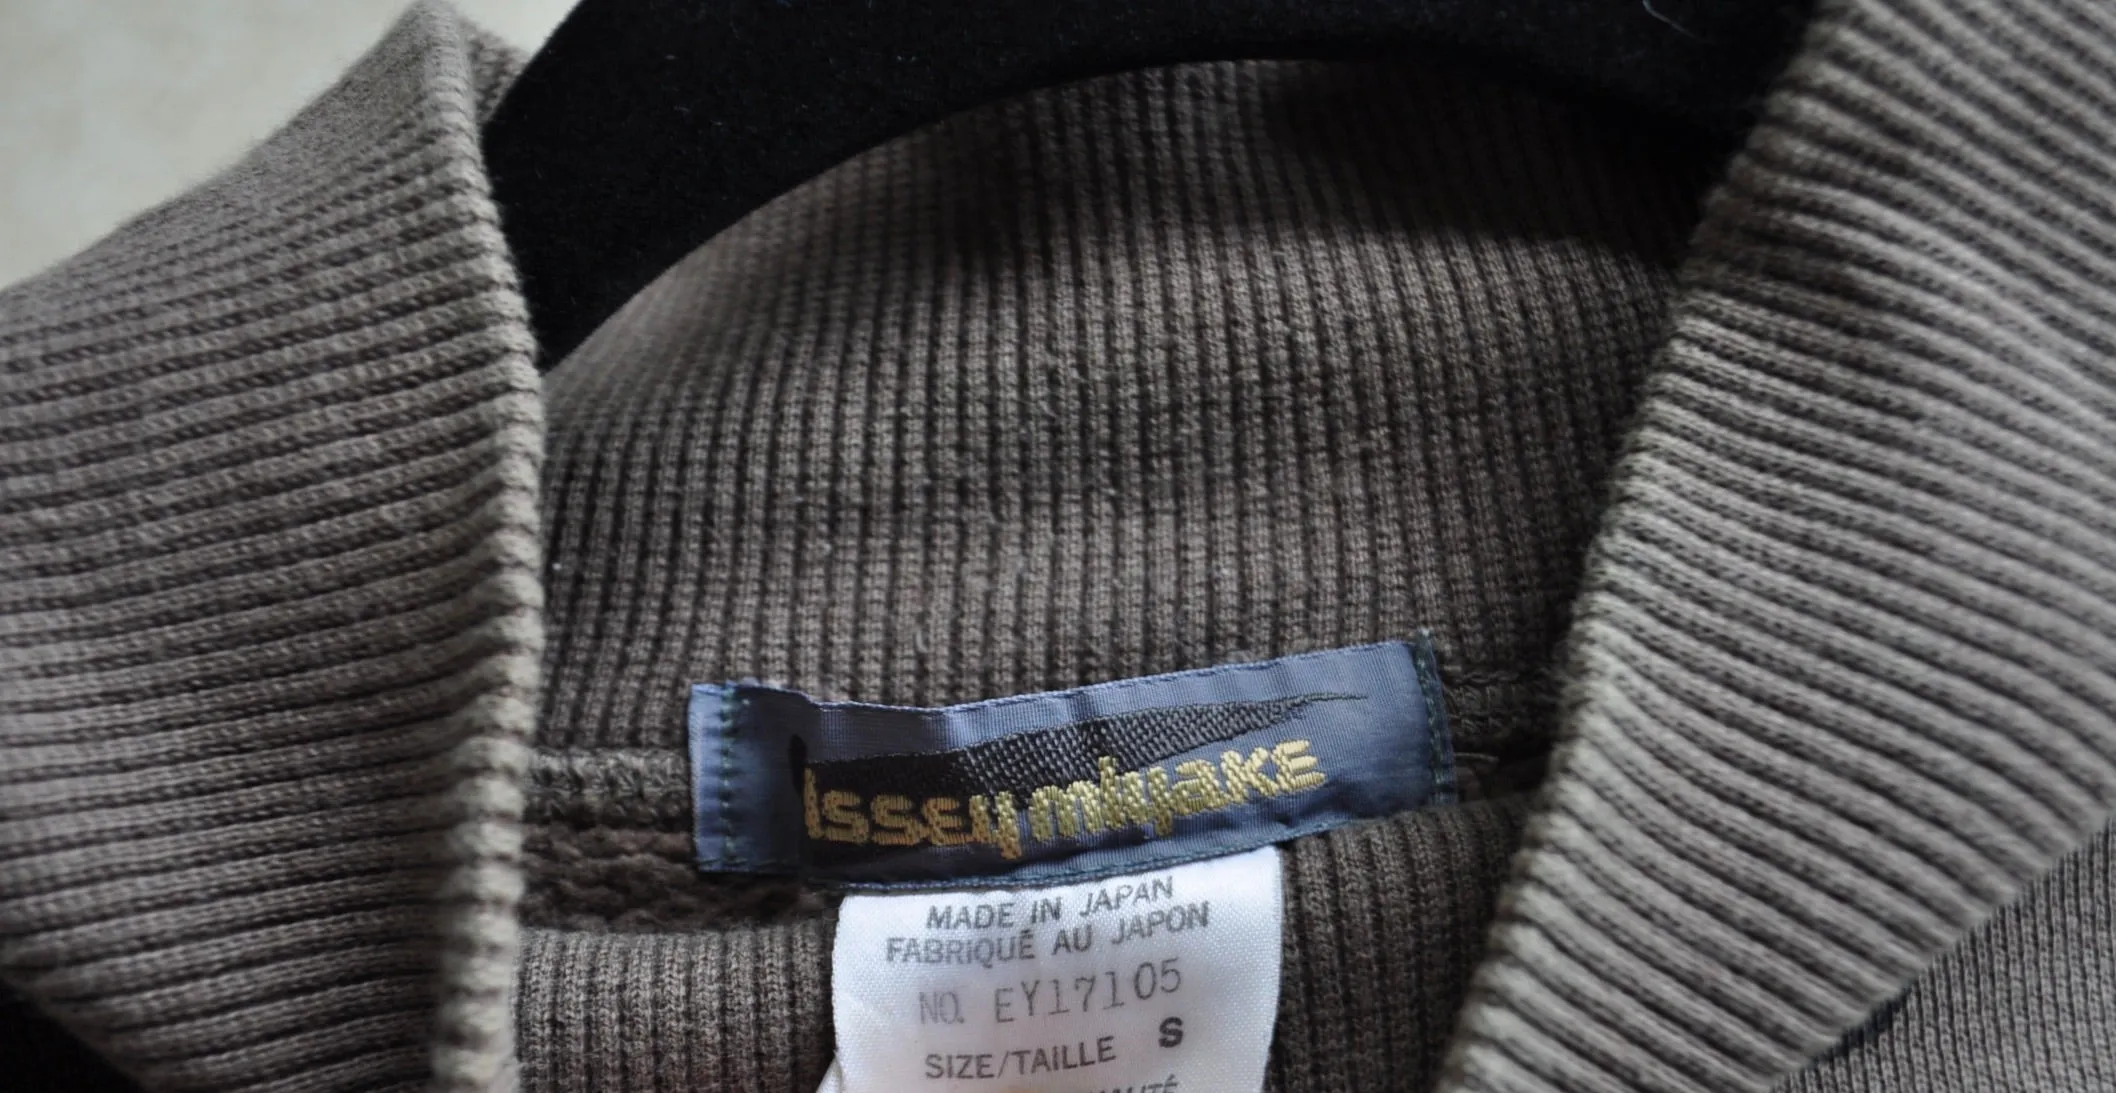 issey miyake
MADE IN JAPAN
FABRIQUÉ AU JAPON
NO. EY17105
SIZE/TAILLE S